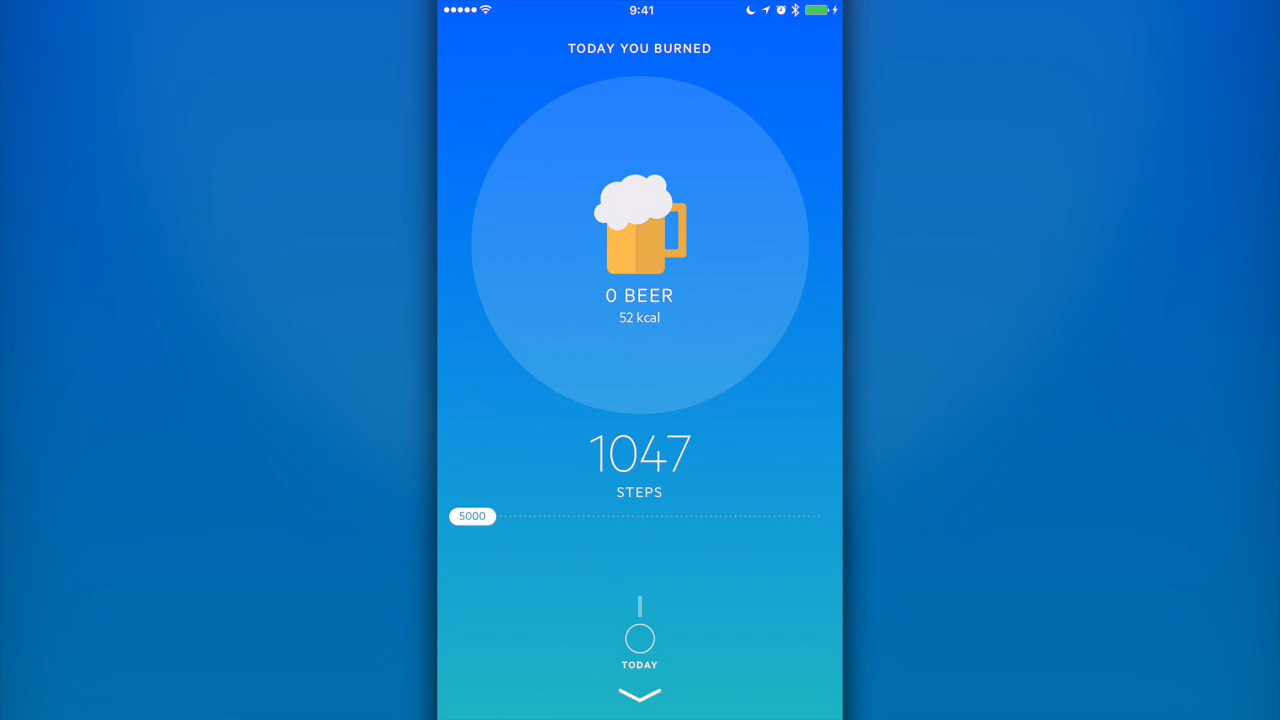 9:41
TODAY YOU BURNED
0 BEER
52 kcal
1047
STEPS
5000
TODAY